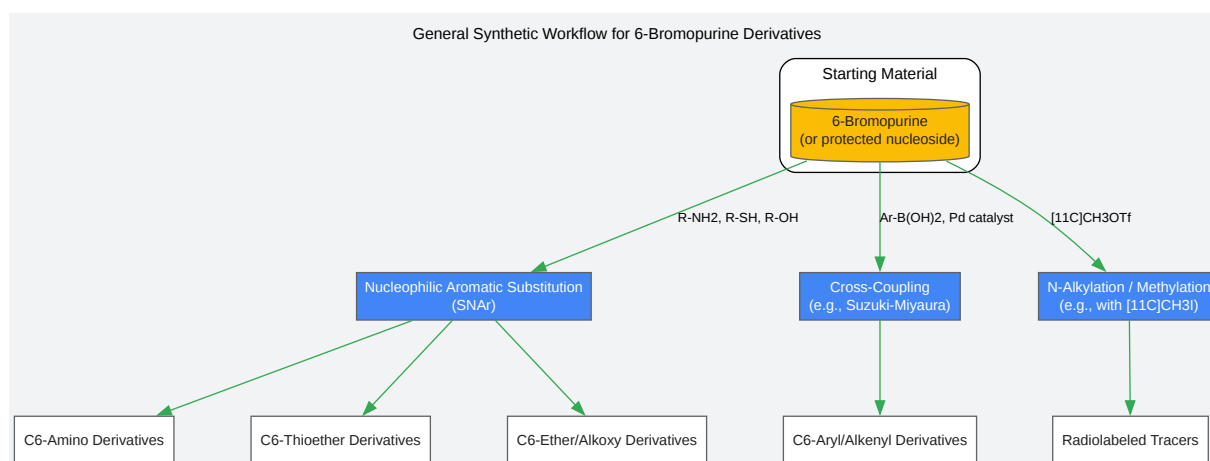 General Synthetic Workflow for 6-Bromopurine Derivatives
Starting Material
6-Bromopurine
(or protected nucleoside)
R-NH2, R-SH, R-OH
Ar-B(OH)2, Pd catalyst
[11C]CH3OTf
Nucleophilic Aromatic Substitution
(SNAr)
Cross-Coupling
(e.g., Suzuki-Miyaura)
N-Alkylation / Methylation
(e.g., with [11C]CH3I)
C6-Amino Derivatives
C6-Thioether Derivatives
C6-Ether/Alkoxy Derivatives
C6-Aryl/Alkenyl Derivatives
Radiolabeled Tracers